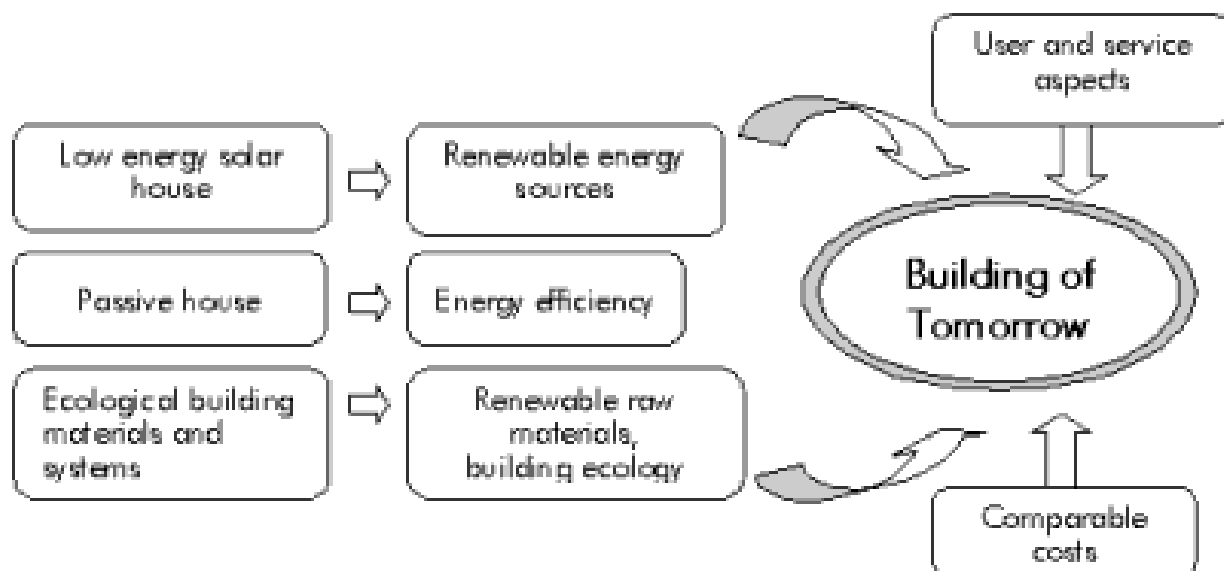 User and service
aspects
Low energy solar
house
Renewable energy
sources
Passive house
Energy efficiency
Building of
Tomorrow
Ecological building
materials and
systems
Renewable raw
materials,
building ecology
Comparable
costs